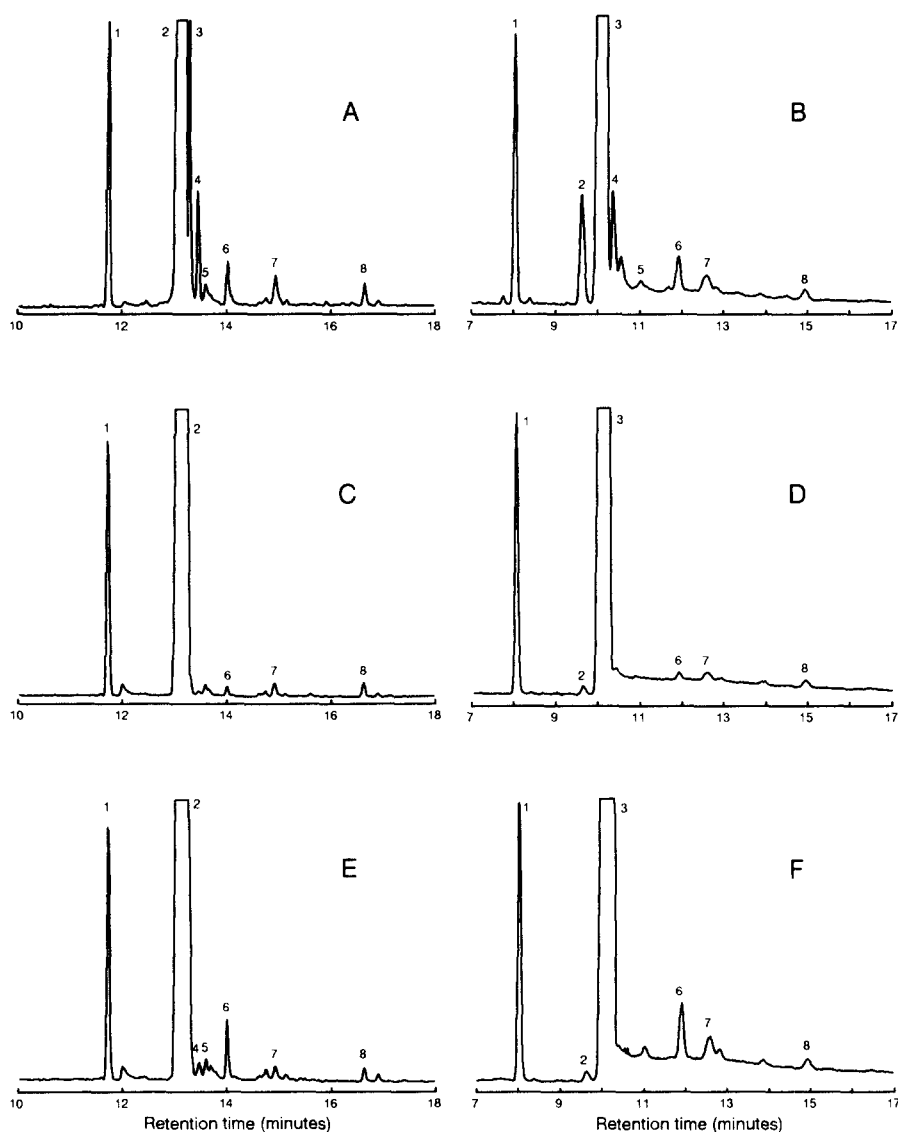 1 2 3
A
4
5 6 7 8
10 12 14 16 18
1 3
B
2 4
5 6 7 8
7 9 11 13 15 17
1 2
C
6 7 8
10 12 14 16 18
1 3
D
2 6 7 8
7 9 11 13 15 17
1 2
E
6
4 5 7 8
10 12 14 16 18
Retention time (minutes)
1 3
F
6
7
2 8
7 9 11 13 15 17
Retention time (minutes)